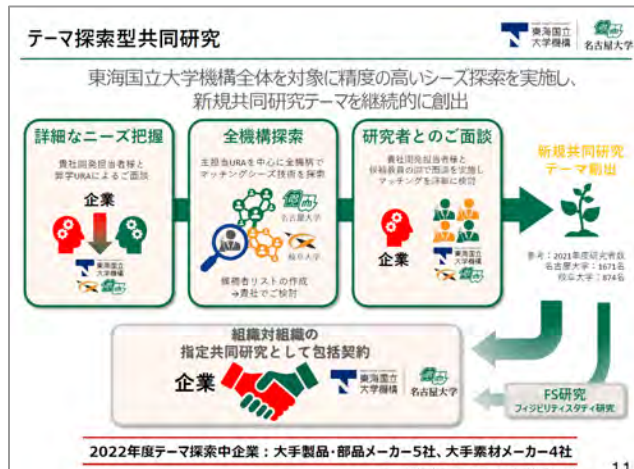 テーマ探索型共同研究
東海国立
大学機構
名古屋大学
東海国立大学機構全体を対象に精度の高いシーズ探索を実施し、
新規共同研究テーマを継続的に創出
詳細なニーズ把握
貴社開発担当者様と
弊学URAによるご面談
企業
東海国立
大学機構
全機構探索
主担当URAを中心に全機構で
マッチングシーズ技術を探索
名古屋大学
岐阜大学
候補者リストの作成
→貴社でご検討
研究者とのご面談
貴社開発担当者様と
候補教員の間で面談を実施し
マッチングを詳細に検討
企業
東海国立
大学機構
新規共同研究
テーマ創出
参考：2021年度研究者数
名古屋大学：1671名
岐阜大学：874名
組織対組織の
指定共同研究として包括契約
企業
東海国立
大学機構
名古屋大学
FS研究
フィジビリティスタディ研究
2022年度テーマ探索中企業：大手製品・部品メーカー5社、大手素材メーカー4社
11